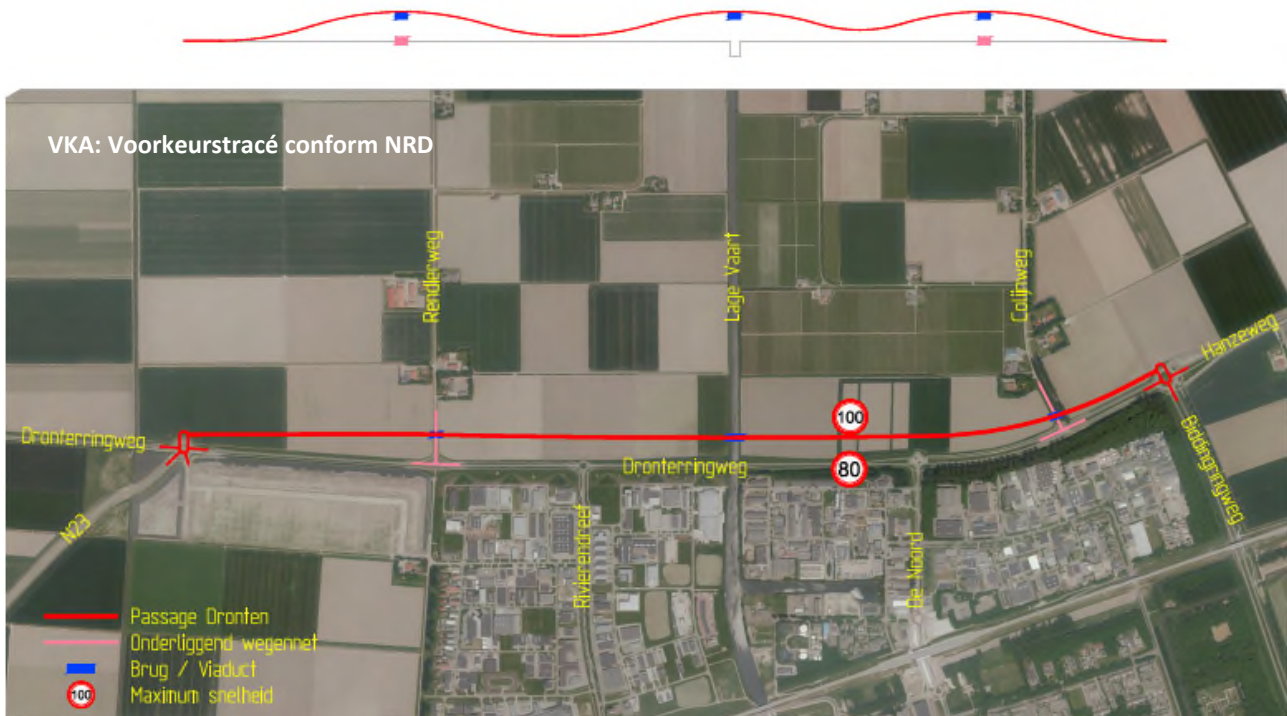 VKA: Voorkeurstracé conform NRD
Rendierweg
Lage Vaart
Colijnweg
Hanzeweg
100
Dronterringweg
Dronterringweg
80
Biddingringweg
N23
Rivierendreef
De Noord
Passage Dronten
Onderliggend wegennet
Brug / Viaduct
100 Maximum snelheid